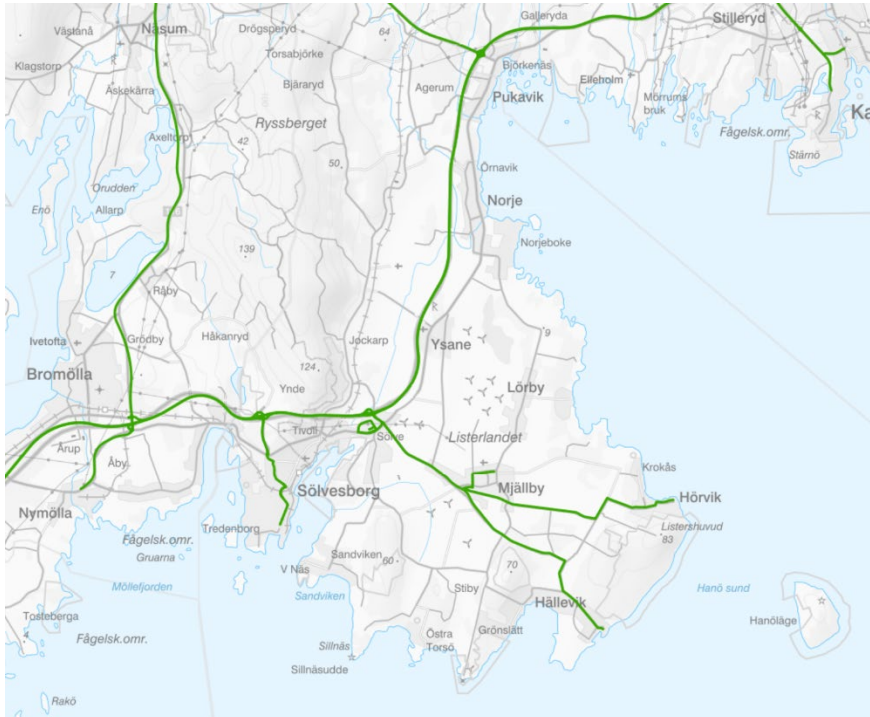 Västanå
Näsum
Drögsperyd
64
Galleryda
Stilleryd
Klagstorp
Torsabjörke
Björkenäs
Bjäraryd
Agerum
Elleholm
Äskekärra
Pukavik
Mörrums
bruk
Ka
Ryssberget
Fågelsk.omr.
Axeltorp
42
Stärnö
50
Örnavik
Orudden
Enö
Allarp
Norje
Norjeboke
139
7
Råby
Ivetofta
Grödby
Håkanryd
Jockarp
Ysane
9
124
Bromölla
Ynde
Lörby
Tivoli
Sölve
Listerlandet
Årup
Åby
Krokås
Sölvesborg
Mjällby
Hörvik
Nymölla
Tredenborg
Listershuvud
83
Fågelsk.omr.
Gruarna
Sandviken
60
V Näs
70
Möllefjorden
Sandviken
Stiby
Hällevik
Hanö sund
Tosteberga
Hanöläge
Fågelsk.omr.
Östra
Torsö
Grönslätt
Sillnäs
Sillnäsudde
Rakö